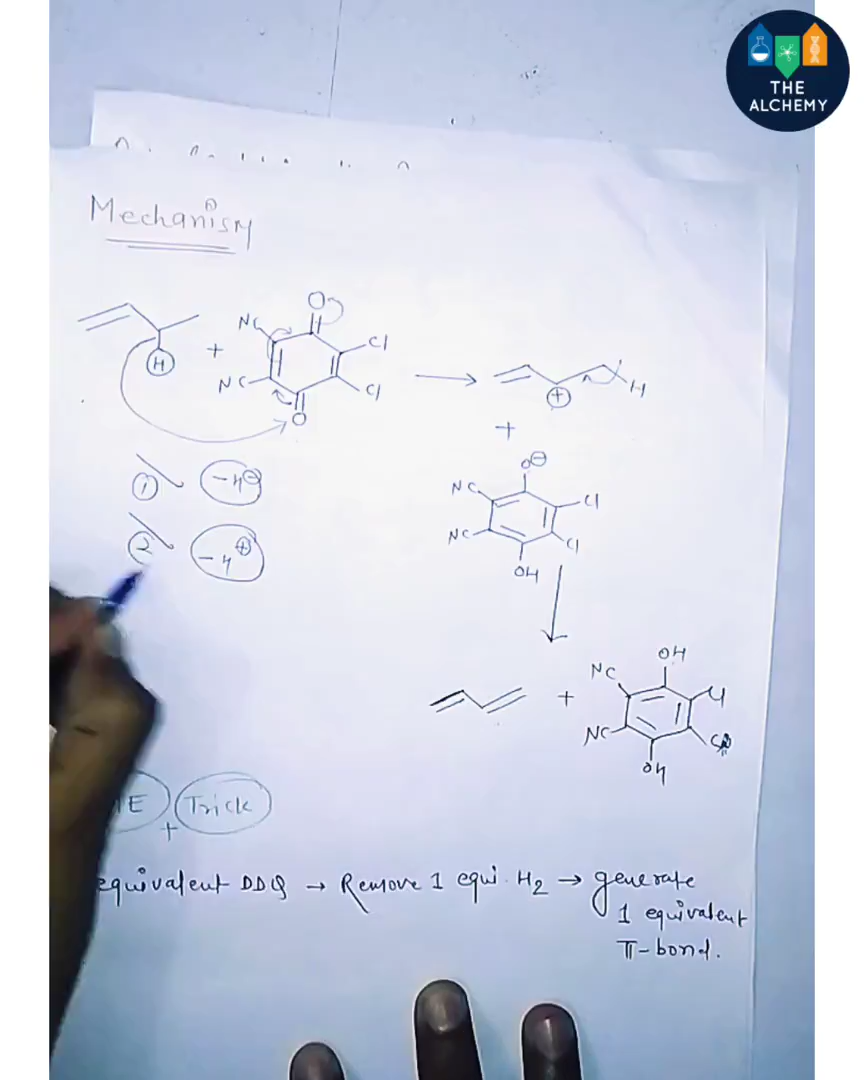 THE
ALCHEMY
Mechanism
H
+
NC
NC
O
O
Cl
Cl
+
H
+
O⊖
NC
NC
Cl
Cl
OH
① -H⊖
② -H⊕
+
NC
NC
OH
Cl
OH
Trick
+
equivalent DDQ → Remove 1 equi. H2 → generate
1 equivalent
π-bond.